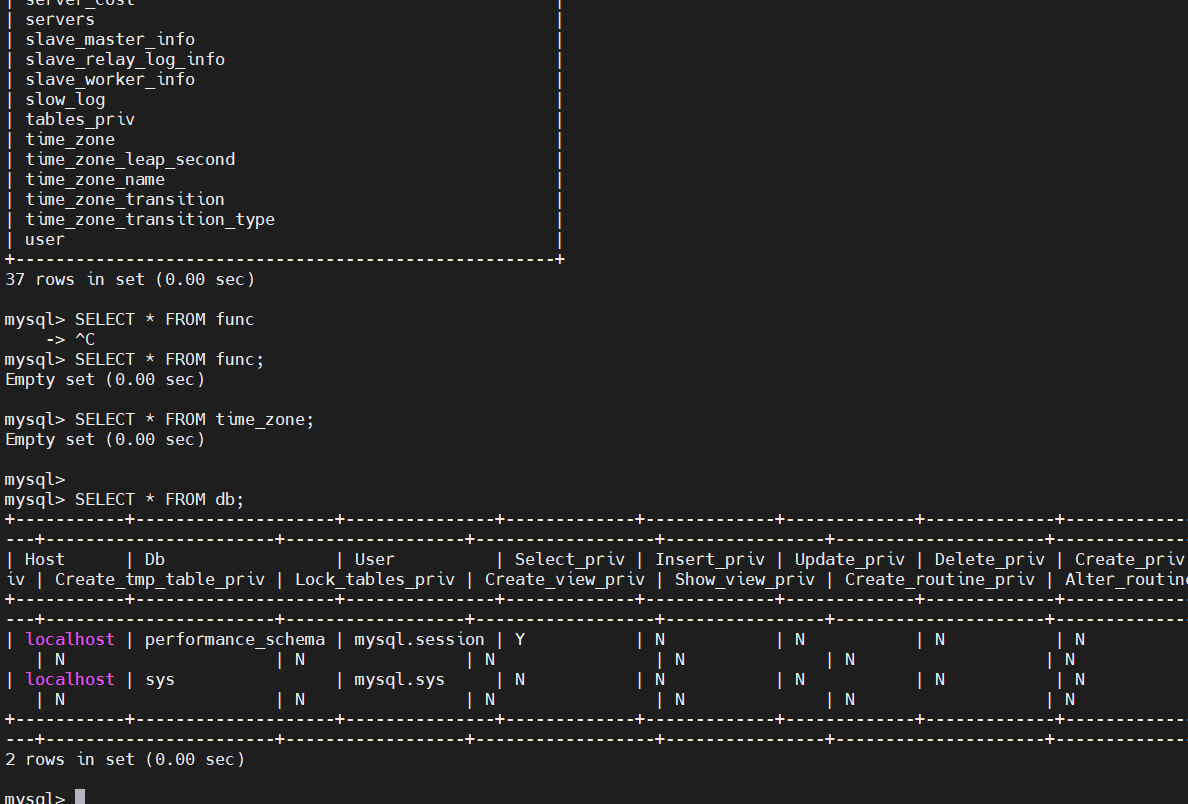 | server_cost |
| servers |
| slave_master_info |
| slave_relay_log_info |
| slave_worker_info |
| slow_log |
| tables_priv |
| time_zone |
| time_zone_leap_second |
| time_zone_name |
| time_zone_transition |
| time_zone_transition_type |
| user |
+------------------------------------------------------+
37 rows in set (0.00 sec)
mysql> SELECT * FROM func
    -> ^C
mysql> SELECT * FROM func;
Empty set (0.00 sec)
mysql> SELECT * FROM time_zone;
Empty set (0.00 sec)
mysql>
mysql> SELECT * FROM db;
+-----------+--------------------+---------------+-------------+-------------+-------------+-------------+------------
---+-----------------------+------------------+------------------+----------------+---------------------+-------------
| Host | Db | User | Select_priv | Insert_priv | Update_priv | Delete_priv | Create_priv
iv | Create_tmp_table_priv | Lock_tables_priv | Create_view_priv | Show_view_priv | Create_routine_priv | Alter_routine
+-----------+--------------------+---------------+-------------+-------------+-------------+-------------+------------
---+-----------------------+------------------+------------------+----------------+---------------------+-------------
| localhost | performance_schema | mysql.session | Y | N | N | N | N
| N | N | N | N | N | N
| localhost | sys | mysql.sys | N | N | N | N | N
| N | N | N | N | N | N
+-----------+--------------------+---------------+-------------+-------------+-------------+-------------+------------
---+-----------------------+------------------+------------------+----------------+---------------------+-------------
2 rows in set (0.00 sec)
mysql>